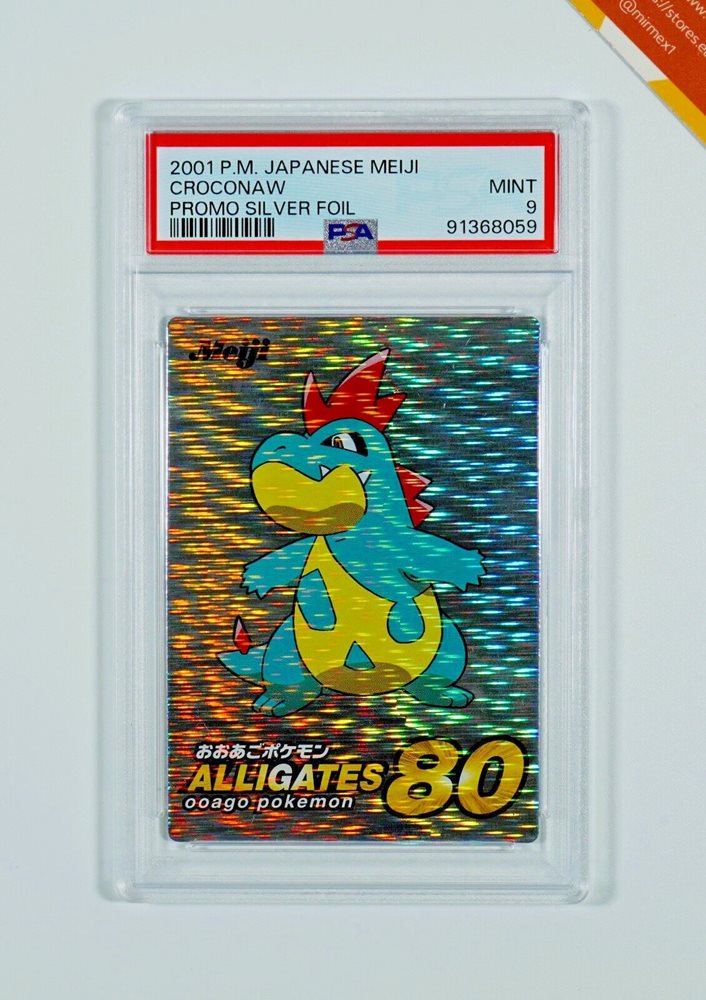 2001 P.M. JAPANESE MEIJI
CROCONAW MINT
PROMO SILVER FOIL 9
PSA 91368059
Meiji
おおあごポケモン
ALLIGATES 80
ooago pokemon
@mirmex1